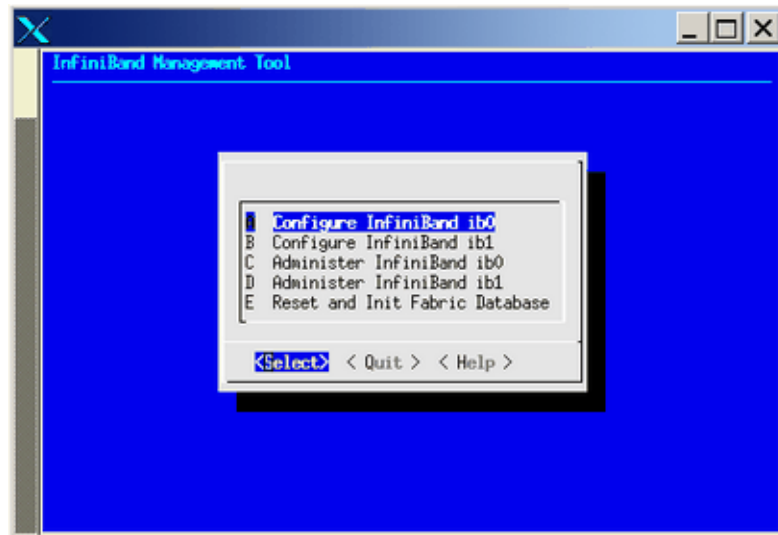 InfiniBand Management Tool
A Configure InfiniBand ib0
B Configure InfiniBand ib1
C Administer InfiniBand ib0
D Administer InfiniBand ib1
E Reset and Init Fabric Database
<Select> < Quit > < Help >